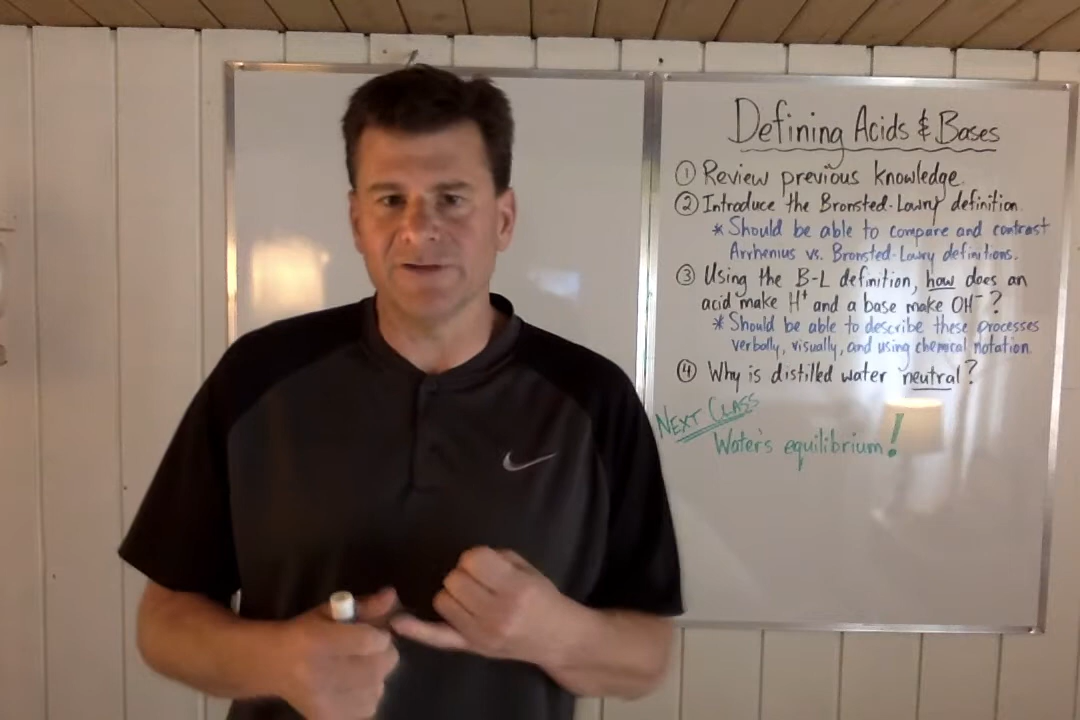 Defining Acids & Bases
① Review previous knowledge.
② Introduce the Bronsted-Lowry definition.
* Should be able to compare and contrast
Arrhenius vs. Bronsted-Lowry definitions.
③ Using the B-L definition, how does an
acid make H⁺ and a base make OH⁻?
* Should be able to describe these processes
verbally, visually, and using chemical notation.
④ Why is distilled water neutral?
NEXT CLASS
Water's equilibrium!